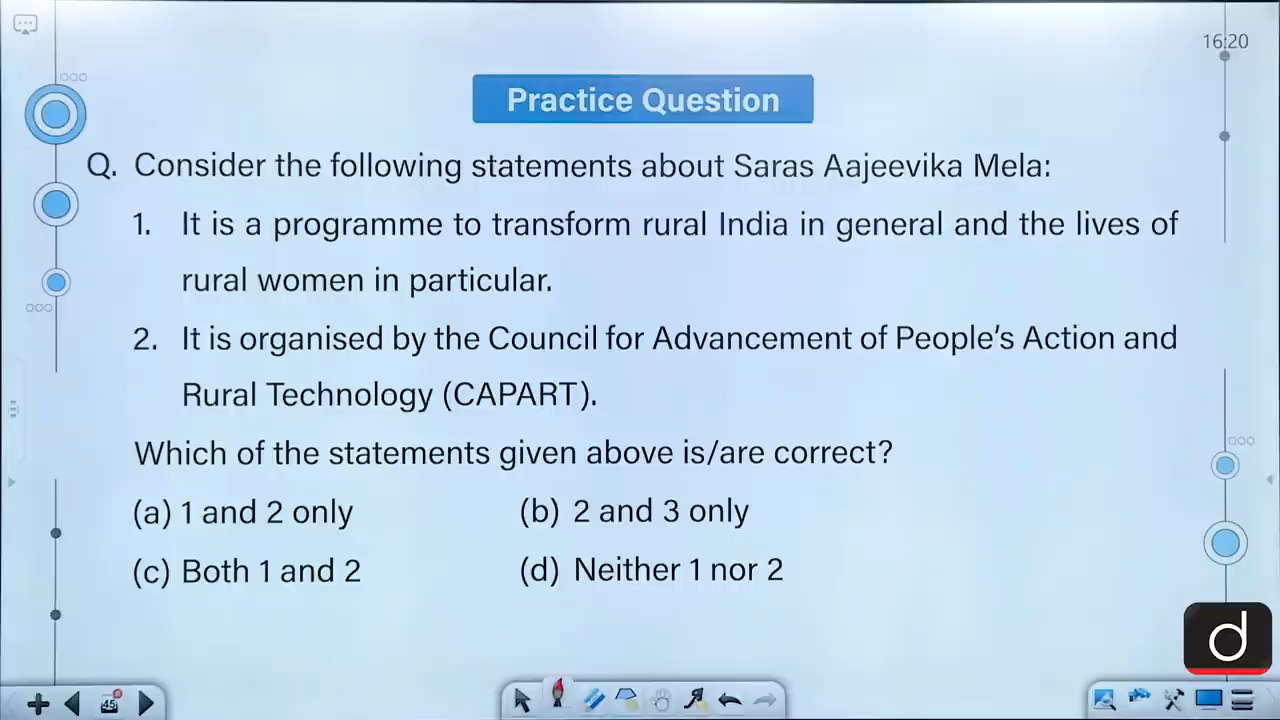 16:20
Practice Question
Q. Consider the following statements about Saras Aajeevika Mela:
1. It is a programme to transform rural India in general and the lives of
rural women in particular.
2. It is organised by the Council for Advancement of People's Action and
Rural Technology (CAPART).
Which of the statements given above is/are correct?
(a) 1 and 2 only (b) 2 and 3 only
(c) Both 1 and 2 (d) Neither 1 nor 2
d
45